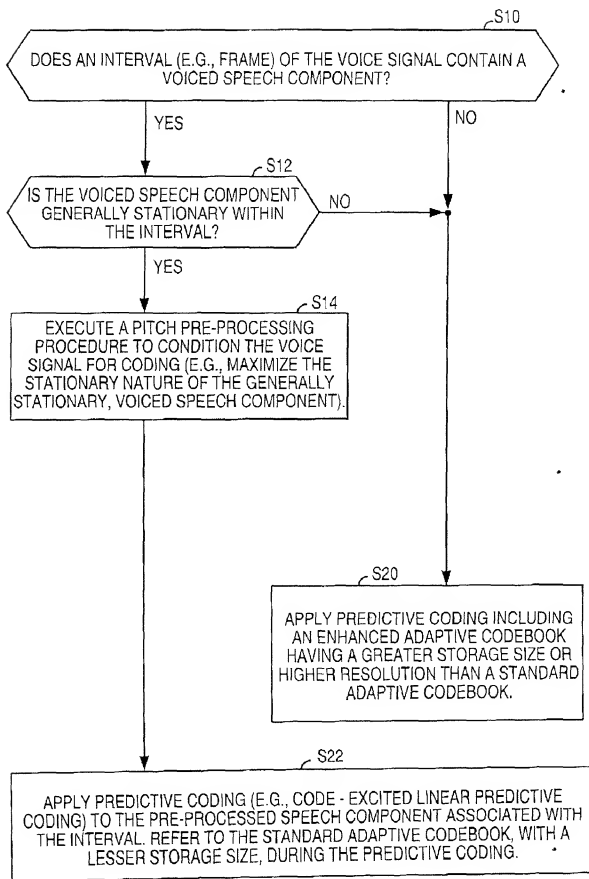 S10
DOES AN INTERVAL (E.G., FRAME) OF THE VOICE SIGNAL CONTAIN A
VOICED SPEECH COMPONENT?
YES
NO
S12
IS THE VOICED SPEECH COMPONENT
GENERALLY STATIONARY WITHIN
THE INTERVAL?
NO
YES
S14
EXECUTE A PITCH PRE-PROCESSING
PROCEDURE TO CONDITION THE VOICE
SIGNAL FOR CODING (E.G., MAXIMIZE THE
STATIONARY NATURE OF THE GENERALLY
STATIONARY, VOICED SPEECH COMPONENT).
S20
APPLY PREDICTIVE CODING INCLUDING
AN ENHANCED ADAPTIVE CODEBOOK
HAVING A GREATER STORAGE SIZE OR
HIGHER RESOLUTION THAN A STANDARD
ADAPTIVE CODEBOOK.
S22
APPLY PREDICTIVE CODING (E.G., CODE - EXCITED LINEAR PREDICTIVE
CODING) TO THE PRE-PROCESSED SPEECH COMPONENT ASSOCIATED WITH
THE INTERVAL. REFER TO THE STANDARD ADAPTIVE CODEBOOK, WITH A
LESSER STORAGE SIZE, DURING THE PREDICTIVE CODING.